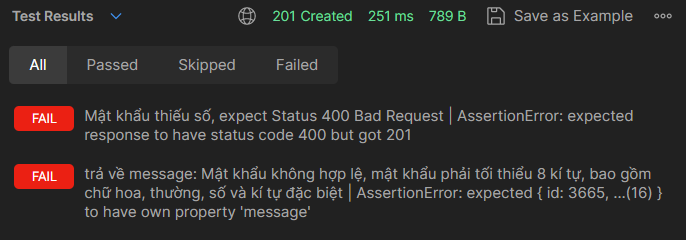 Test Results 201 Created 251 ms 789 B Save as Example
All Passed Skipped Failed
FAIL Mật khẩu thiếu số, expect Status 400 Bad Request | AssertionError: expected
response to have status code 400 but got 201
trả về message: Mật khẩu không hợp lệ, mật khẩu phải tối thiểu 8 kí tự, bao gồm
FAIL chữ hoa, thường, số và kí tự đặc biệt | AssertionError: expected { id: 3665, ...(16) }
to have own property 'message'